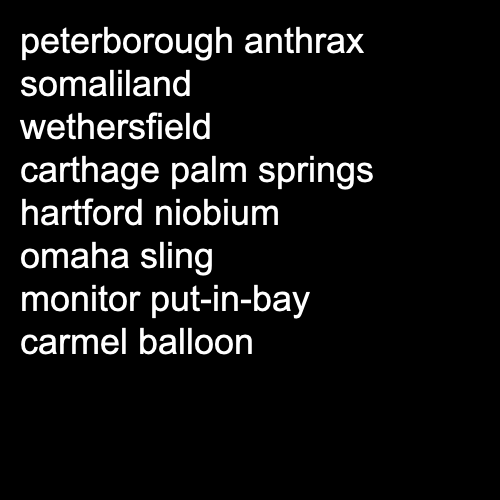 peterborough anthrax
somaliland
wethersfield
carthage palm springs
hartford niobium
omaha sling
monitor put-in-bay
carmel balloon